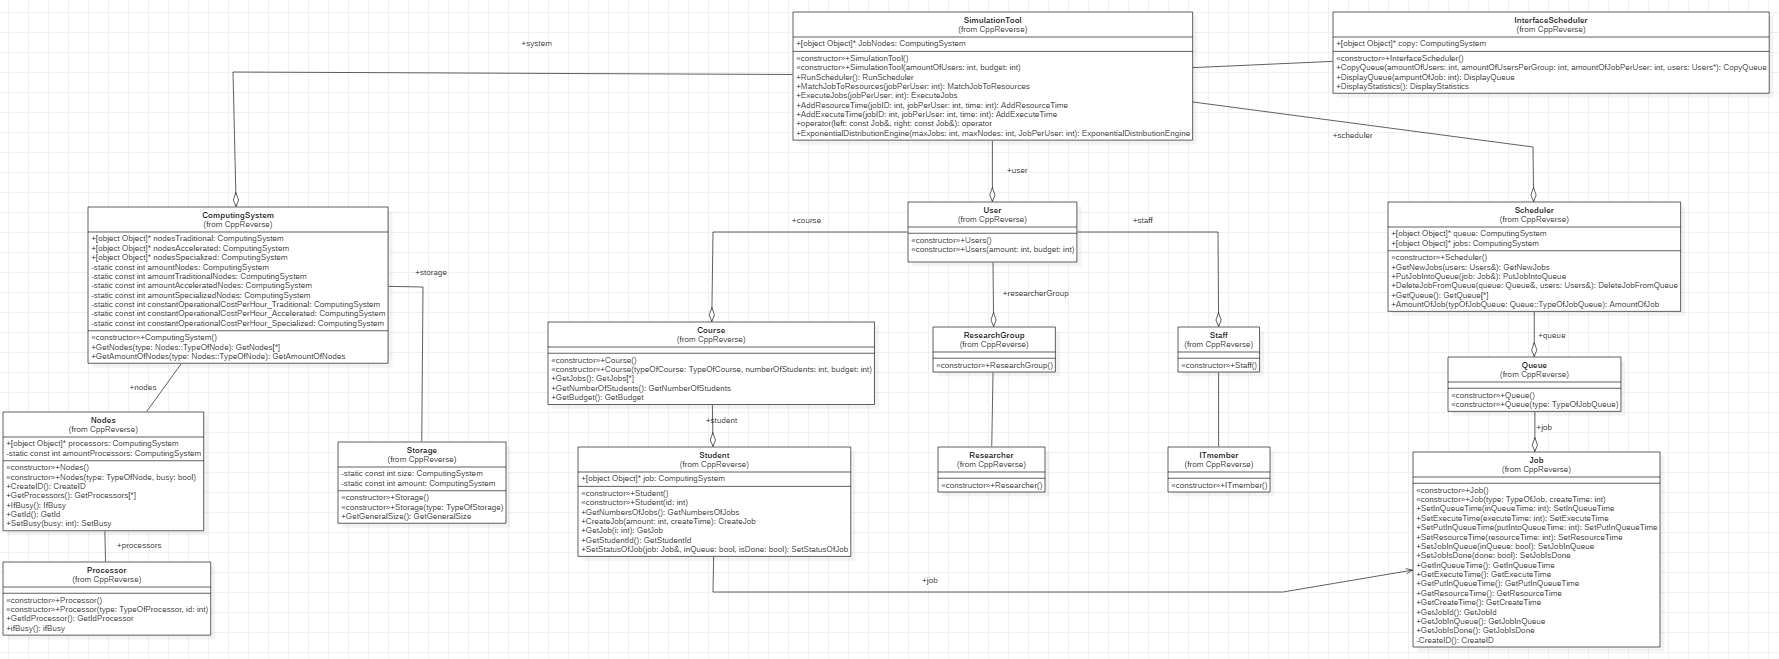 SimulationTool
(from CppReverse)
+[object Object]* JobNodes: ComputingSystem
«constructor»+SimulationTool()
«constructor»+SimulationTool(amountOfUsers: int, budget: int)
+RunScheduler(): RunScheduler
+MatchJobToResources(jobPerUser: int): MatchJobToResources
+ExecuteJobs(jobPerUser: int): ExecuteJobs
+AddResourceTime(jobID: int, jobPerUser: int, time: int): AddResourceTime
+AddExecuteTime(jobID: int, jobPerUser: int, time: int): AddExecuteTime
+operator(left: const Job&, right: const Job&): operator
+ExponentialDistributionEngine(maxJobs: int, maxNodes: int, JobPerUser: int): ExponentialDistributionEngine
InterfaceScheduler
(from CppReverse)
+[object Object]* copy: ComputingSystem
«constructor»+InterfaceScheduler()
+CopyQueue(amountOfUsers: int, amountOfUsersPerGroup: int, amountOfJobPerUser: int, users: Users*): CopyQueue
+DisplayQueue(ampuntOfJob: int): DisplayQueue
+DisplayStatistics(): DisplayStatistics
+system
+scheduler
+user
ComputingSystem
(from CppReverse)
+[object Object]* nodesTraditional: ComputingSystem
+[object Object]* nodesAccelerated: ComputingSystem
+[object Object]* nodesSpecialized: ComputingSystem
-static const int amountNodes: ComputingSystem
-static const int amountTraditionalNodes: ComputingSystem
-static const int amountAcceleratedNodes: ComputingSystem
-static const int amountSpecializedNodes: ComputingSystem
-static const int constantOperationalCostPerHour_Traditional: ComputingSystem
-static const int constantOperationalCostPerHour_Accelerated: ComputingSystem
-static const int constantOperationalCostPerHour_Specialized: ComputingSystem
«constructor»+ComputingSystem()
+GetNodes(type: Nodes::TypeOfNode): GetNodes[*]
+GetAmountOfNodes(type: Nodes::TypeOfNode): GetAmountOfNodes
+storage
+course
User
(from CppReverse)
«constructor»+Users()
«constructor»+Users(amount: int, budget: int)
+staff
+researcherGroup
Scheduler
(from CppReverse)
+[object Object]* queue: ComputingSystem
+[object Object]* jobs: ComputingSystem
«constructor»+Scheduler()
+GetNewJobs(users: Users&): GetNewJobs
+PutJobIntoQueue(job: Job&): PutJobIntoQueue
+DeleteJobFromQueue(queue: Queue&, users: Users&): DeleteJobFromQueue
+GetQueue(): GetQueue[*]
+AmountOfJob(typOfJobQueue: Queue::TypeOfJobQueue): AmountOfJob
Course
(from CppReverse)
«constructor»+Course()
«constructor»+Course(typeOfCourse: TypeOfCourse, numberOfStudents: int, budget: int)
+GetJobs(): GetJobs[*]
+GetNumberOfStudents(): GetNumberOfStudents
+GetBudget(): GetBudget
ResearchGroup
(from CppReverse)
«constructor»+ResearchGroup()
Staff
(from CppReverse)
«constructor»+Staff()
+queue
Queue
(from CppReverse)
«constructor»+Queue()
«constructor»+Queue(type: TypeOfJobQueue)
+nodes
+student
+job
Nodes
(from CppReverse)
+[object Object]* processors: ComputingSystem
-static const int amountProcessors: ComputingSystem
«constructor»+Nodes()
«constructor»+Nodes(type: TypeOfNode, busy: bool)
+CreateID(): CreateID
+GetProcessors(): GetProcessors[*]
+IfBusy(): IfBusy
+GetId(): GetId
+SetBusy(busy: int): SetBusy
Storage
(from CppReverse)
-static const int size: ComputingSystem
-static const int amount: ComputingSystem
«constructor»+Storage()
«constructor»+Storage(type: TypeOfStorage)
+GetGeneralSize(): GetGeneralSize
Student
(from CppReverse)
+[object Object]* job: ComputingSystem
«constructor»+Student()
«constructor»+Student(id: int)
+GetNumbersOfJobs(): GetNumbersOfJobs
+CreateJob(amount: int, createTime): CreateJob
+GetJob(i: int): GetJob
+GetStudentId(): GetStudentId
+SetStatusOfJob(job: Job&, inQueue: bool, isDone: bool): SetStatusOfJob
Researcher
(from CppReverse)
«constructor»+Researcher()
ITmember
(from CppReverse)
«constructor»+ITmember()
Job
(from CppReverse)
«constructor»+Job()
«constructor»+Job(type: TypeOfJob, createTime: int)
+SetInQueueTime(inQueueTime: int): SetInQueueTime
+SetExecuteTime(executeTime: int): SetExecuteTime
+SetPutInQueueTime(putIntoQueueTime: int): SetPutInQueueTime
+SetResourceTime(resourceTime: int): SetResourceTime
+SetJobInQueue(inQueue: bool): SetJobInQueue
+SetJobIsDone(done: bool): SetJobIsDone
+GetInQueueTime(): GetInQueueTime
+GetExecuteTime(): GetExecuteTime
+GetPutInQueueTime(): GetPutInQueueTime
+GetResourceTime(): GetResourceTime
+GetCreateTime(): GetCreateTime
+GetJobId(): GetJobId
+GetJobInQueue(): GetJobInQueue
+GetJobIsDone(): GetJobIsDone
-CreateID(): CreateID
+processors
+job
Processor
(from CppReverse)
«constructor»+Processor()
«constructor»+Processor(type: TypeOfProcessor, id: int)
+GetIdProcessor(): GetIdProcessor
+ifBusy(): ifBusy